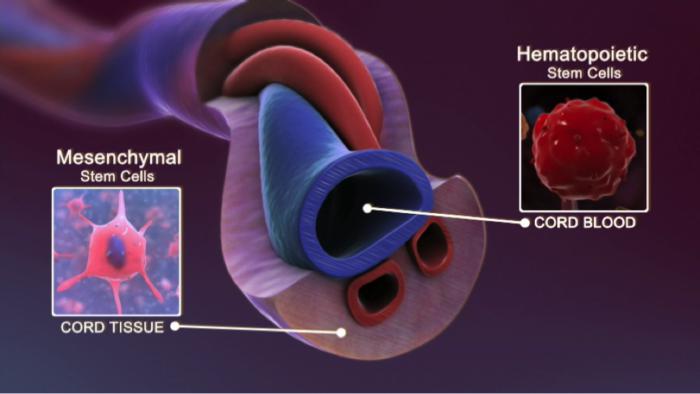 Hematopoietic
Stem Cells
CORD BLOOD
Mesenchymal
Stem Cells
CORD TISSUE